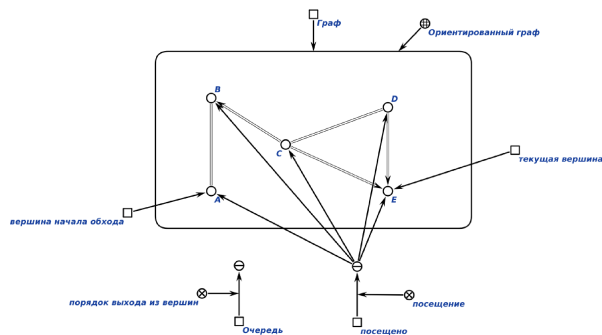 Граф
Ориентированный граф
B
D
C
текущая вершина
A
E
вершина начала обхода
порядок выхода из вершин
посещение
Очередь
посещено